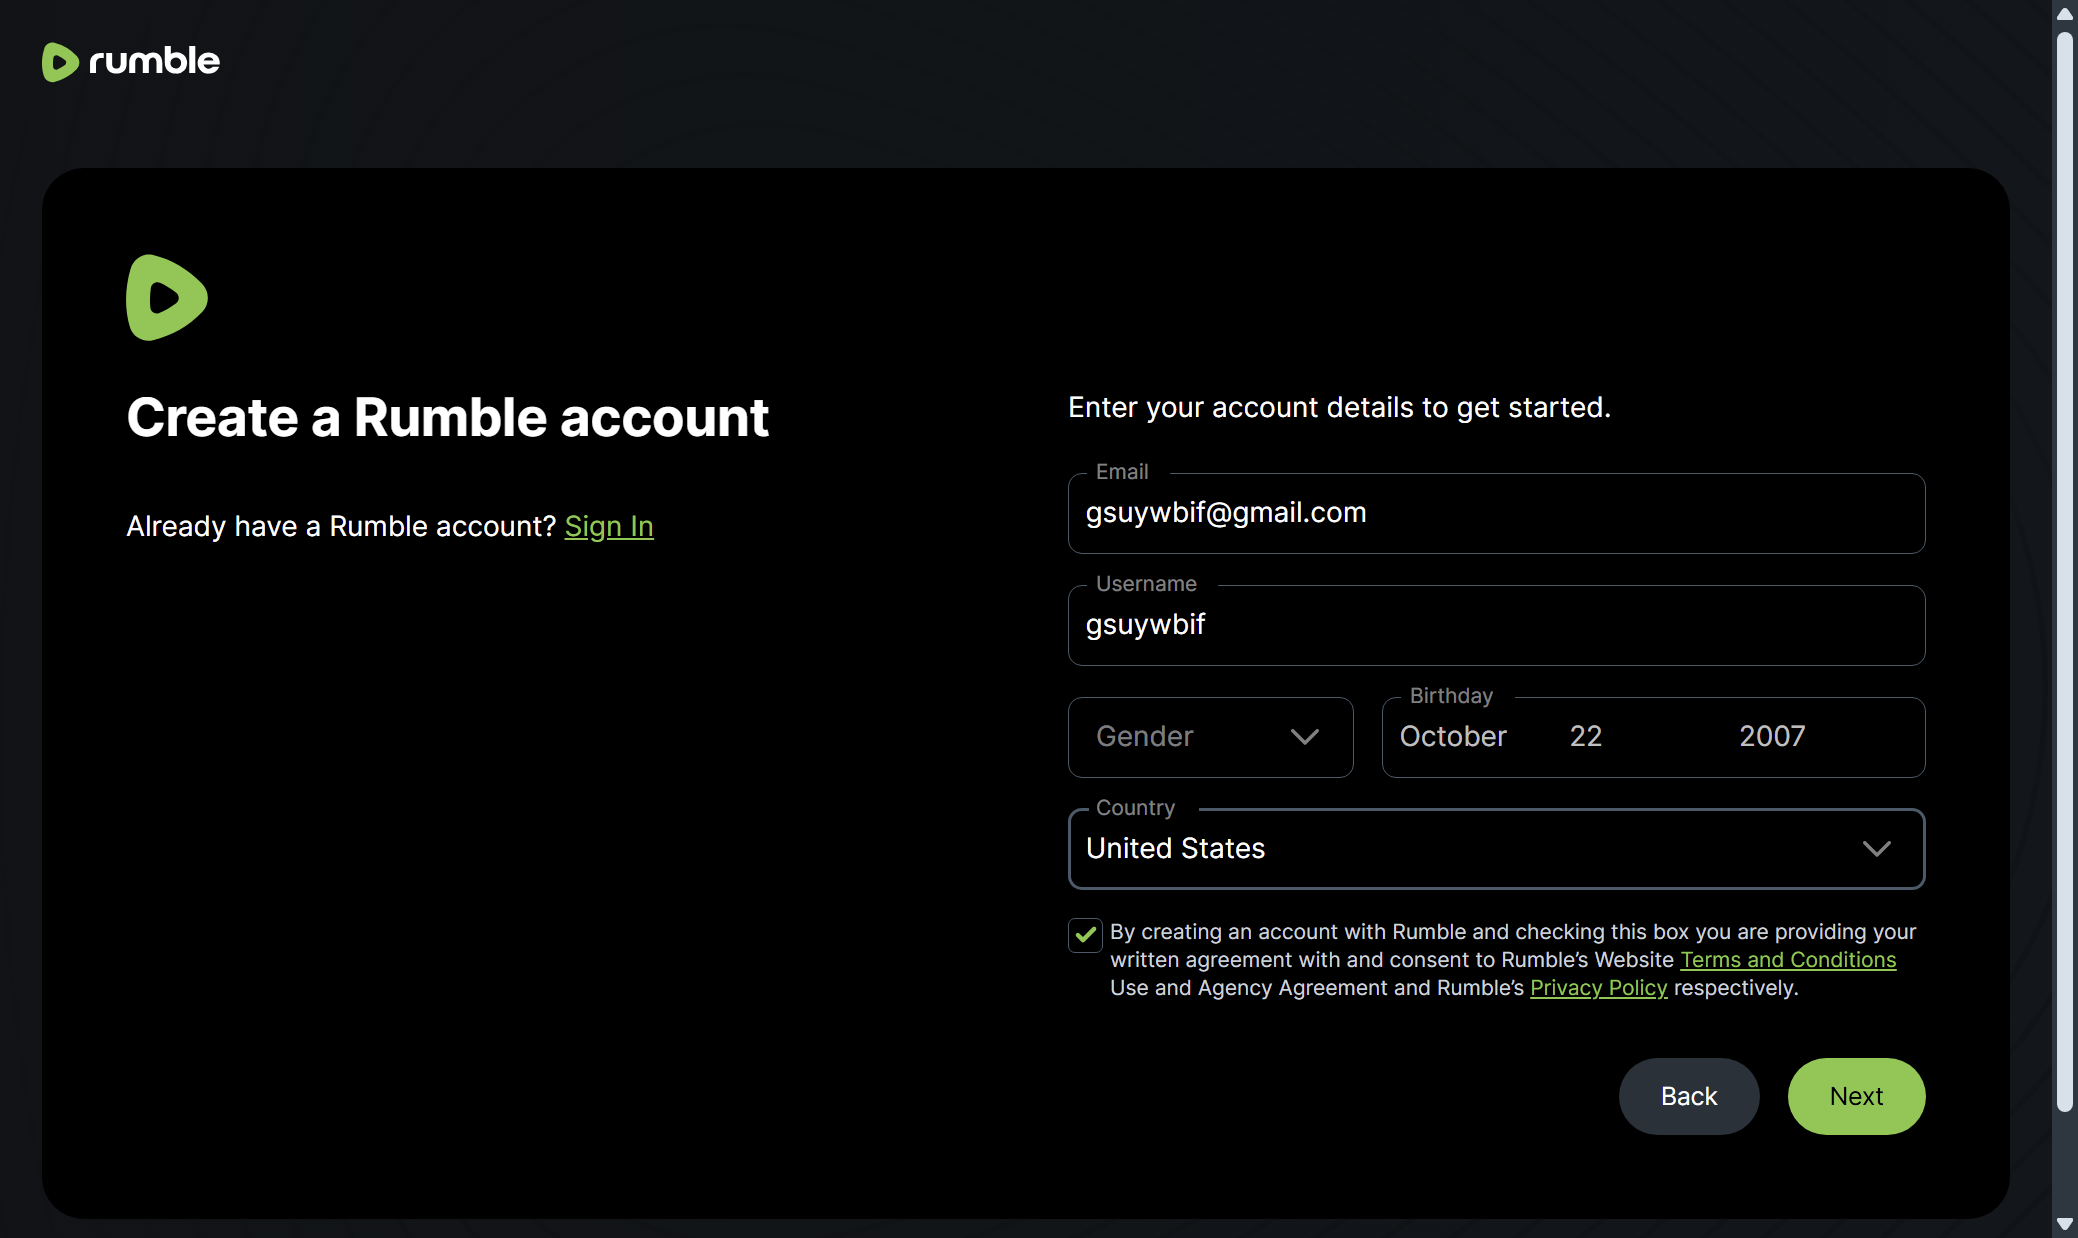 rumble
Create a Rumble account
Already have a Rumble account? Sign In
Enter your account details to get started.
Email
gsuywbif@gmail.com
Username
gsuywbif
Gender
Birthday
October 22 2007
Country
United States
By creating an account with Rumble and checking this box you are providing your
written agreement with and consent to Rumble’s Website Terms and Conditions
Use and Agency Agreement and Rumble’s Privacy Policy respectively.
Back
Next